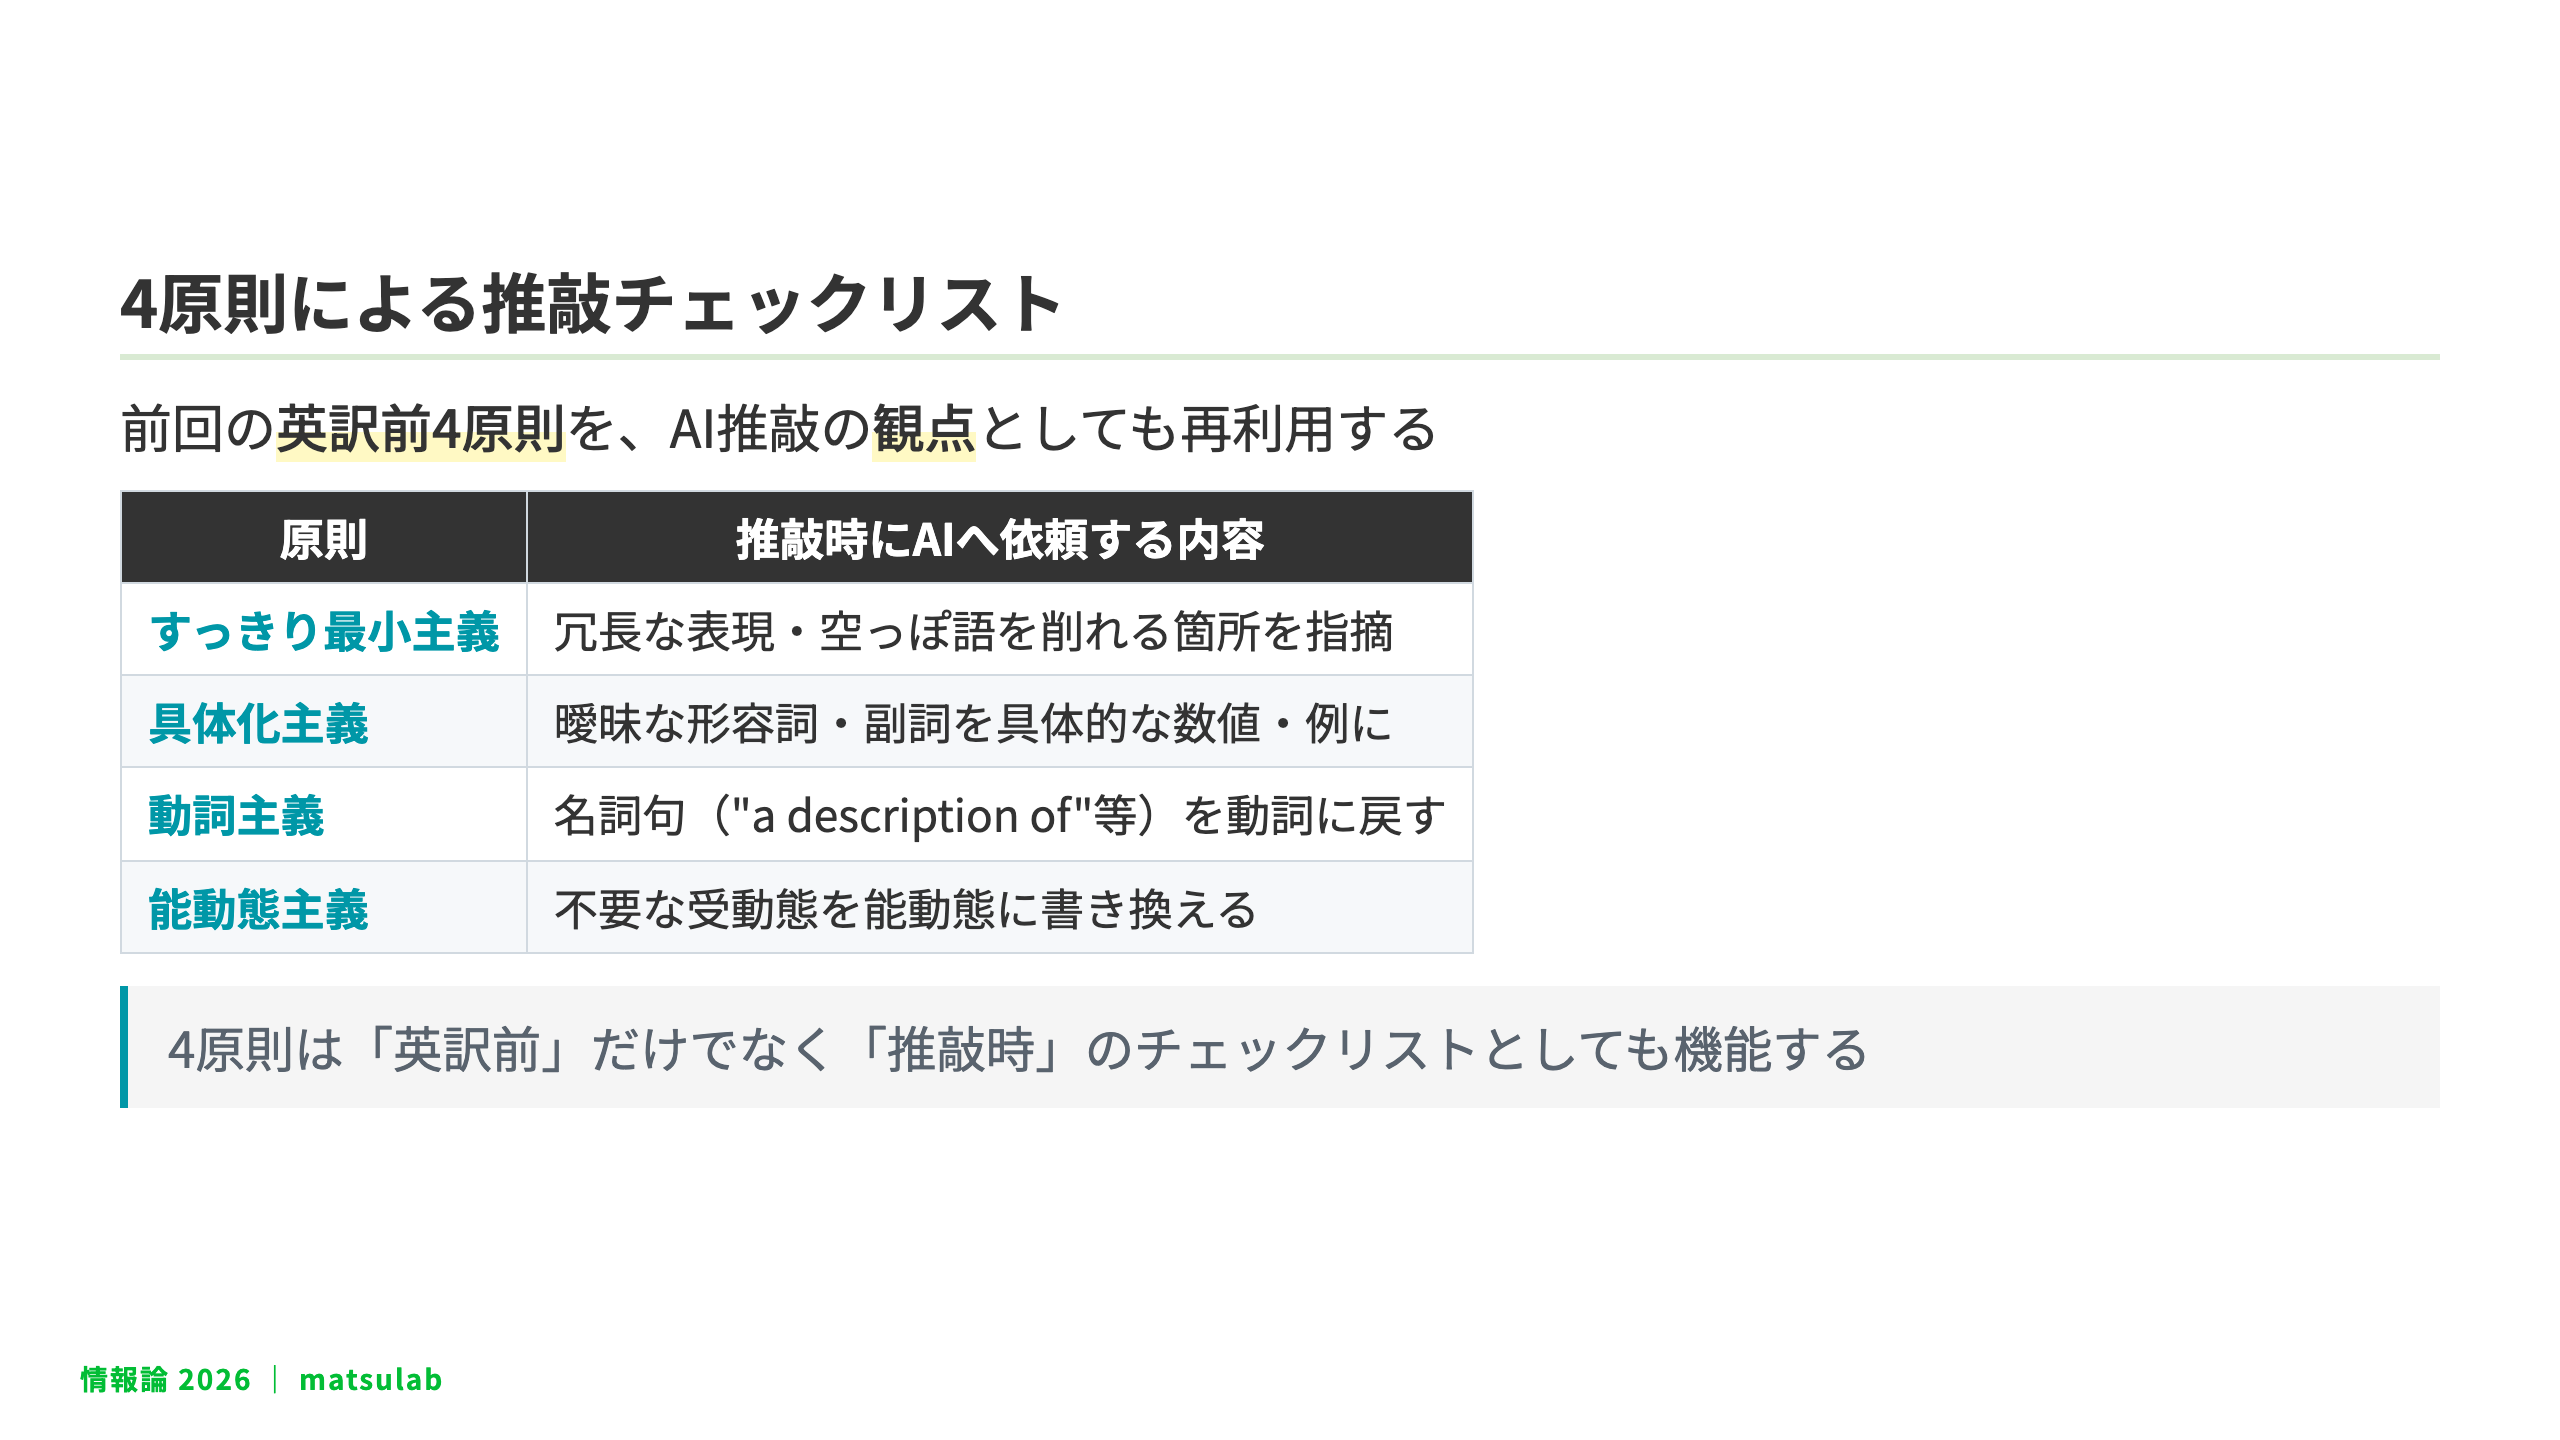 4原則による推敲チェックリスト
前回の英訳前4原則を、AI推敲の観点としても再利用する
原則 推敲時にAIへ依頼する内容
すっきり最小主義 冗長な表現・空っぽ語を削れる箇所を指摘
具体化主義 曖昧な形容詞・副詞を具体的な数値・例に
動詞主義 名詞句（"a description of"等）を動詞に戻す
能動態主義 不要な受動態を能動態に書き換える
4原則は「英訳前」だけでなく「推敲時」のチェックリストとしても機能する
情報論 2026 ｜ matsulab